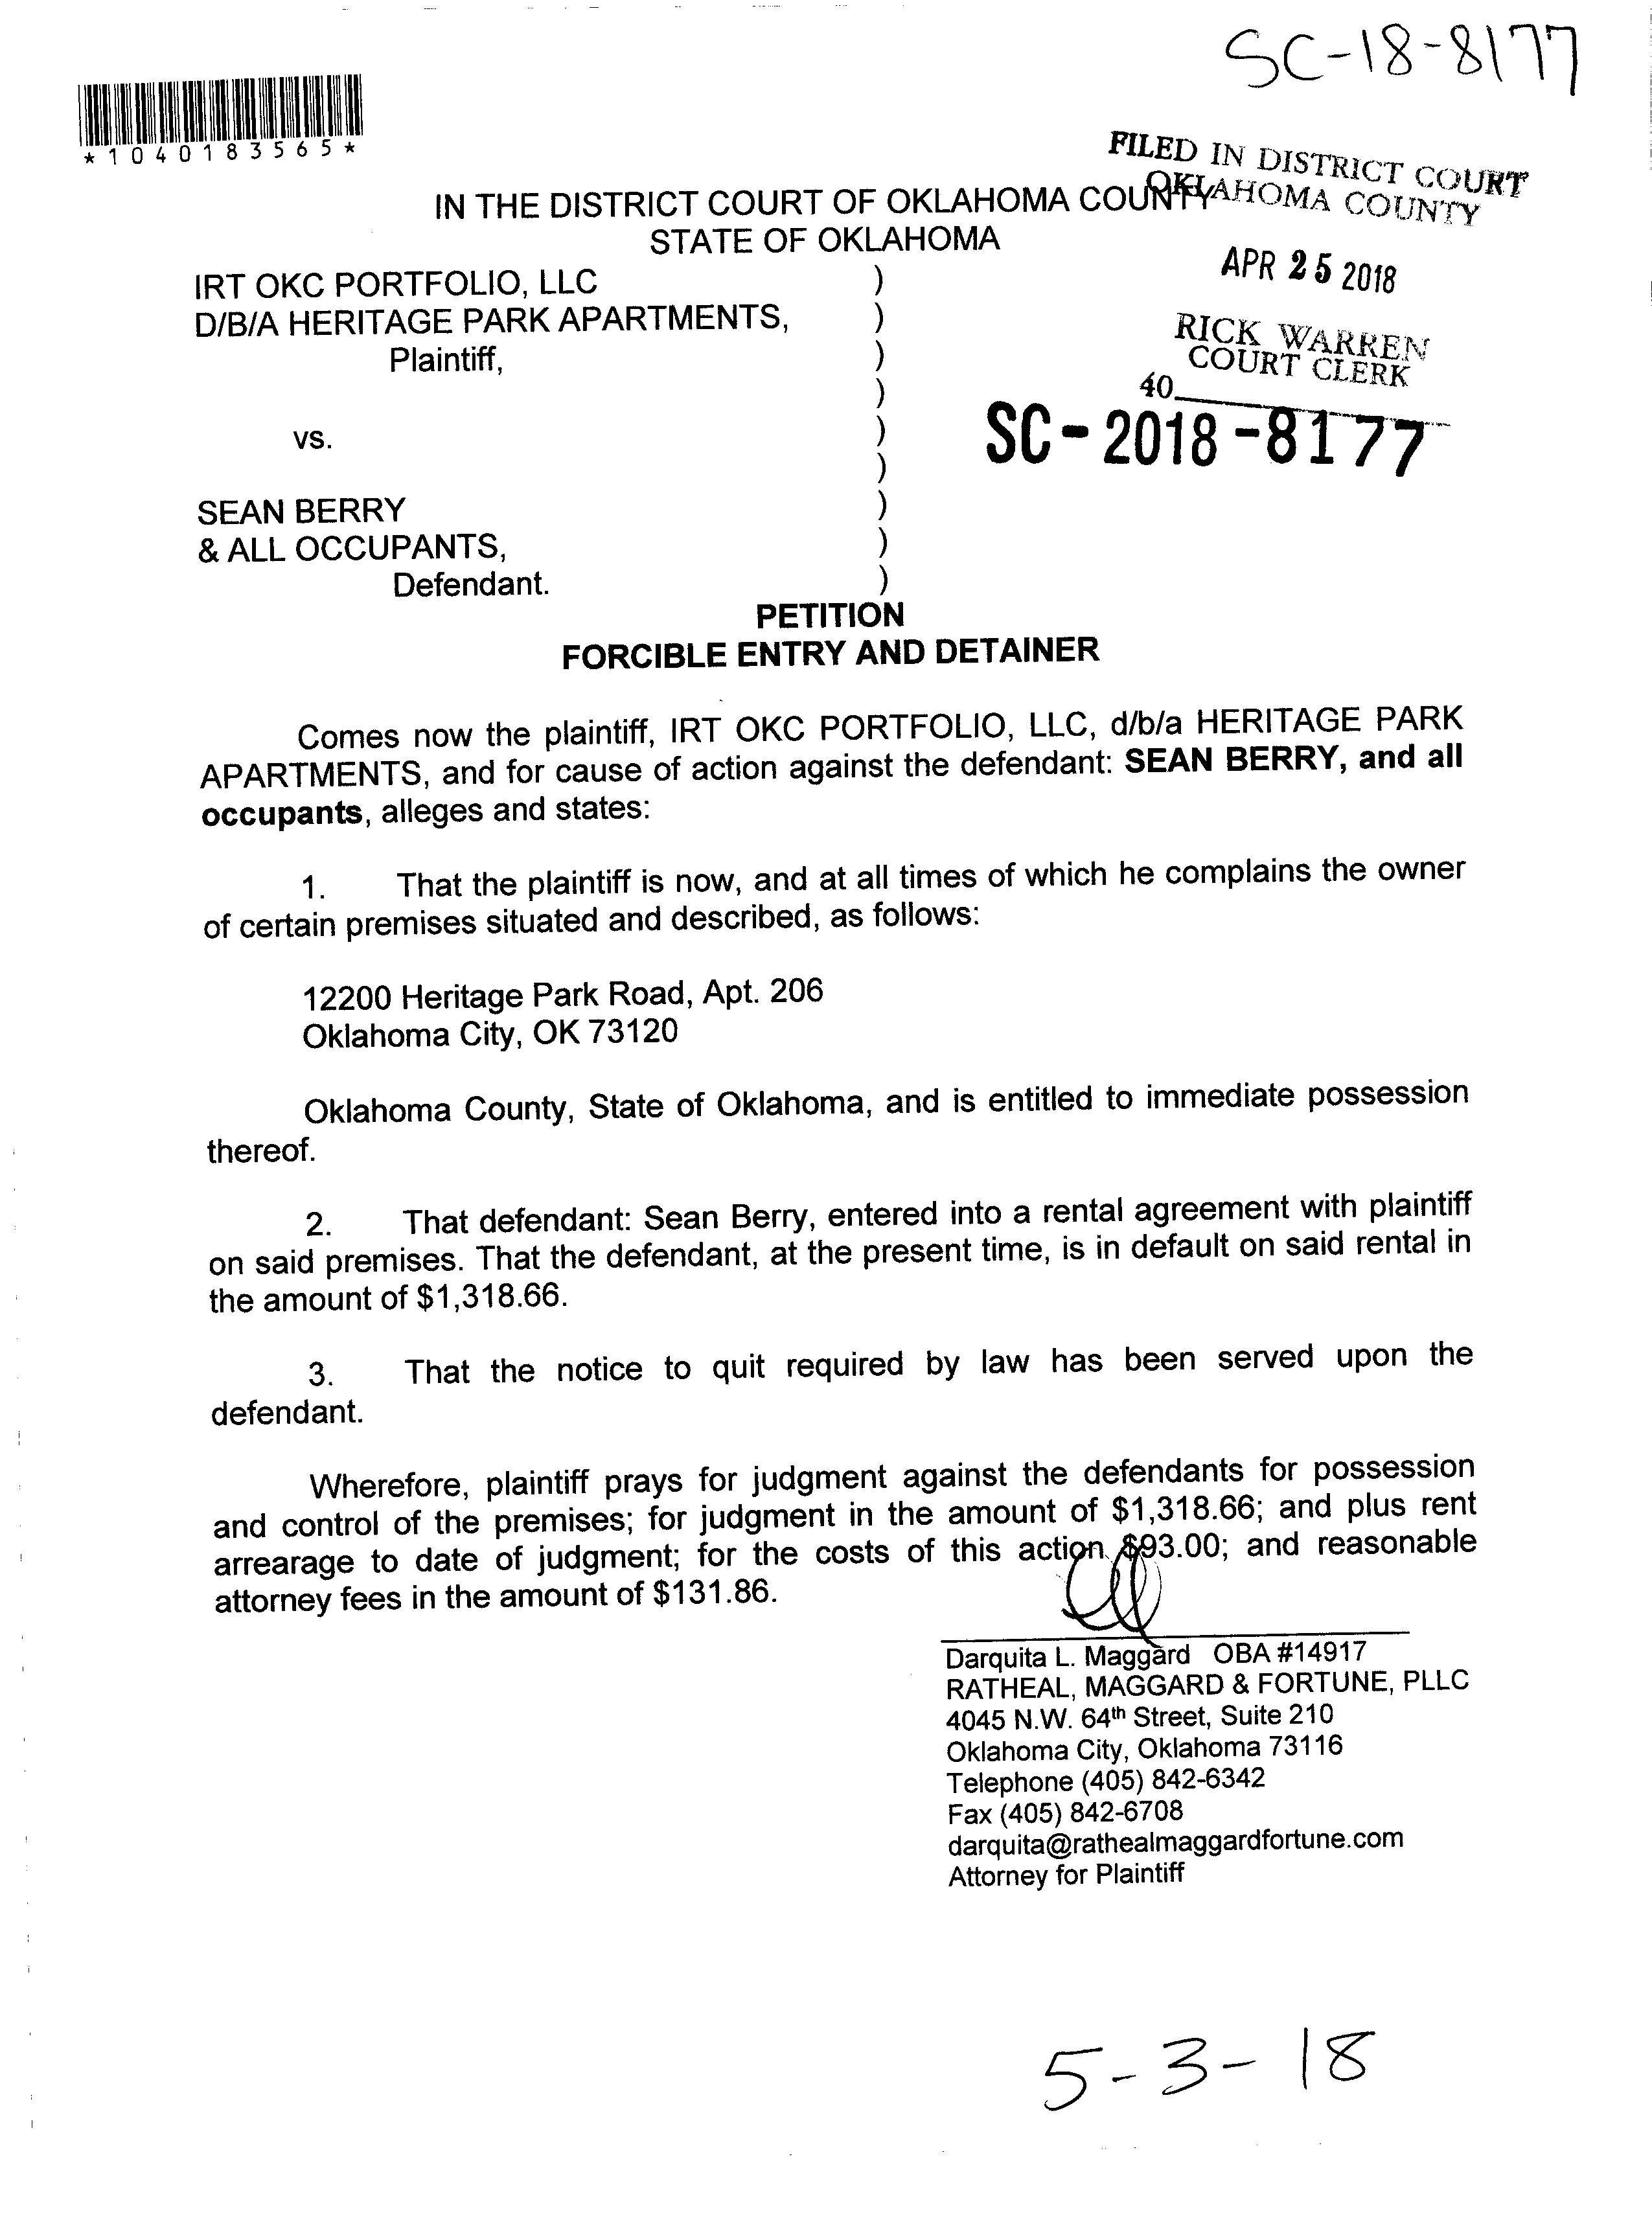 SC-18-8177
*1040183565*
FILED IN DISTRICT COURT
OKLAHOMA COUNTY
IN THE DISTRICT COURT OF OKLAHOMA COUNTY
STATE OF OKLAHOMA
APR 25 2018
RICK WARREN
COURT CLERK
40
SC-2018-8177
IRT OKC PORTFOLIO, LLC )
D/B/A HERITAGE PARK APARTMENTS, )
Plaintiff, )
)
vs. )
)
SEAN BERRY )
& ALL OCCUPANTS, )
Defendant. )
PETITION
FORCIBLE ENTRY AND DETAINER
Comes now the plaintiff, IRT OKC PORTFOLIO, LLC, d/b/a HERITAGE PARK
APARTMENTS, and for cause of action against the defendant: SEAN BERRY, and all
occupants, alleges and states:
1. That the plaintiff is now, and at all times of which he complains the owner
of certain premises situated and described, as follows:
12200 Heritage Park Road, Apt. 206
Oklahoma City, OK 73120
Oklahoma County, State of Oklahoma, and is entitled to immediate possession
thereof.
2. That defendant: Sean Berry, entered into a rental agreement with plaintiff
on said premises. That the defendant, at the present time, is in default on said rental in
the amount of $1,318.66.
3. That the notice to quit required by law has been served upon the
defendant.
Wherefore, plaintiff prays for judgment against the defendants for possession
and control of the premises; for judgment in the amount of $1,318.66; and plus rent
arrearage to date of judgment; for the costs of this action $93.00; and reasonable
attorney fees in the amount of $131.86.
Darquita L. Maggard OBA #14917
RATHEAL, MAGGARD & FORTUNE, PLLC
4045 N.W. 64th Street, Suite 210
Oklahoma City, Oklahoma 73116
Telephone (405) 842-6342
Fax (405) 842-6708
darquita@rathealmaggardfortune.com
Attorney for Plaintiff
5-3-18